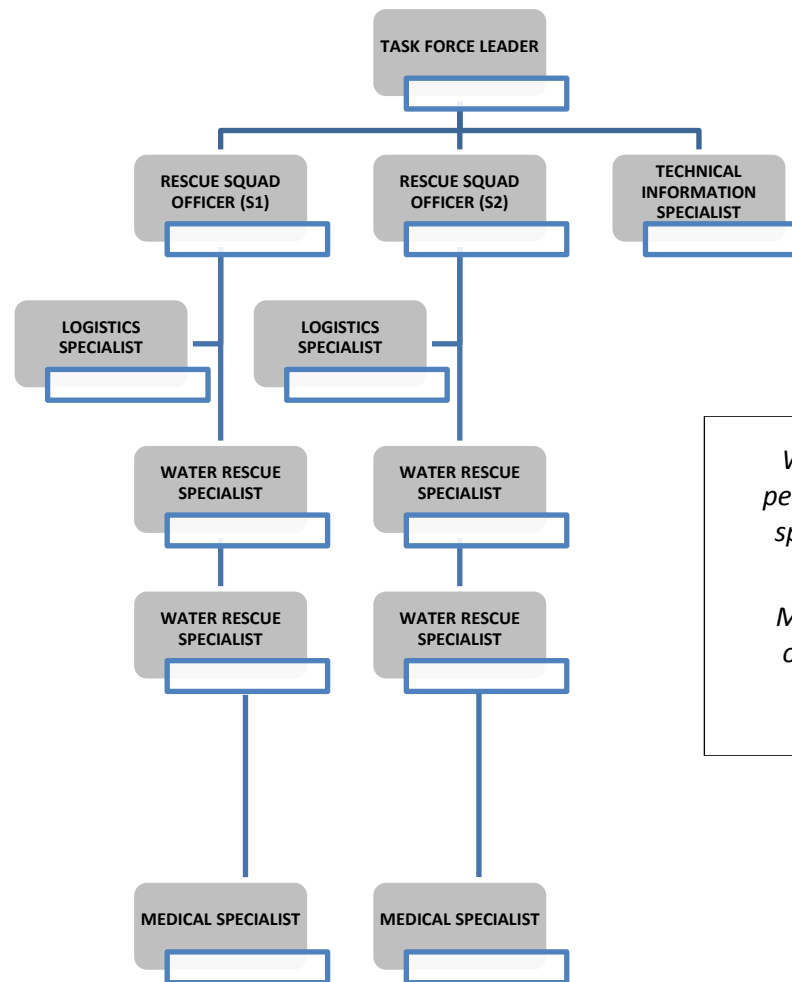 TASK FORCE LEADER
RESCUE SQUAD
OFFICER (S1)
RESCUE SQUAD
OFFICER (S2)
TECHNICAL
INFORMATION
SPECIALIST
LOGISTICS
SPECIALIST
LOGISTICS
SPECIALIST
WATER RESCUE
SPECIALIST
WATER RESCUE
SPECIALIST
WATER RESCUE
SPECIALIST
WATER RESCUE
SPECIALIST
MEDICAL SPECIALIST
MEDICAL SPECIALIST